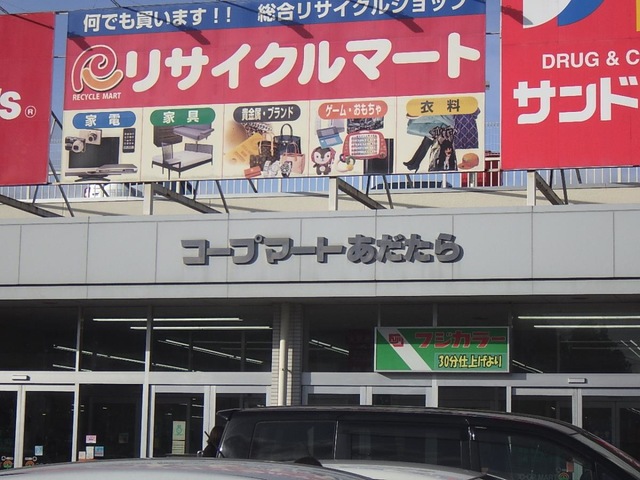 何でも買います!! 総合リサイクルショップ
リサイクルマート
RECYCLE MART
家電
家具
貴金属・ブランド
ゲーム・おもちゃ
衣料
s®
DRUG & C
サンド
コープマートあだたら
フジカラー
30分仕上げより